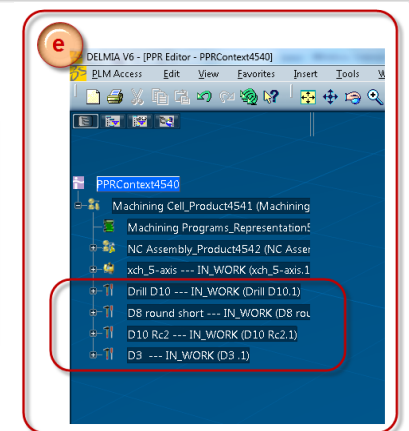 e
DELMIA V6 - [PPR Editor - PPRContext4540]
PLM Access Edit View Favorites Insert Tools
PPRContext4540
Machining Cell_Product4541 (Machining
Machining Programs_Representation5
NC Assembly_Product4542 (NC Asser
xch_5-axis --- IN_WORK (xch_5-axis.1
Drill D10 --- IN_WORK (Drill D10.1)
D8 round short --- IN_WORK (D8 rou
D10 Rc2 --- IN_WORK (D10 Rc2.1)
D3 --- IN_WORK (D3 .1)